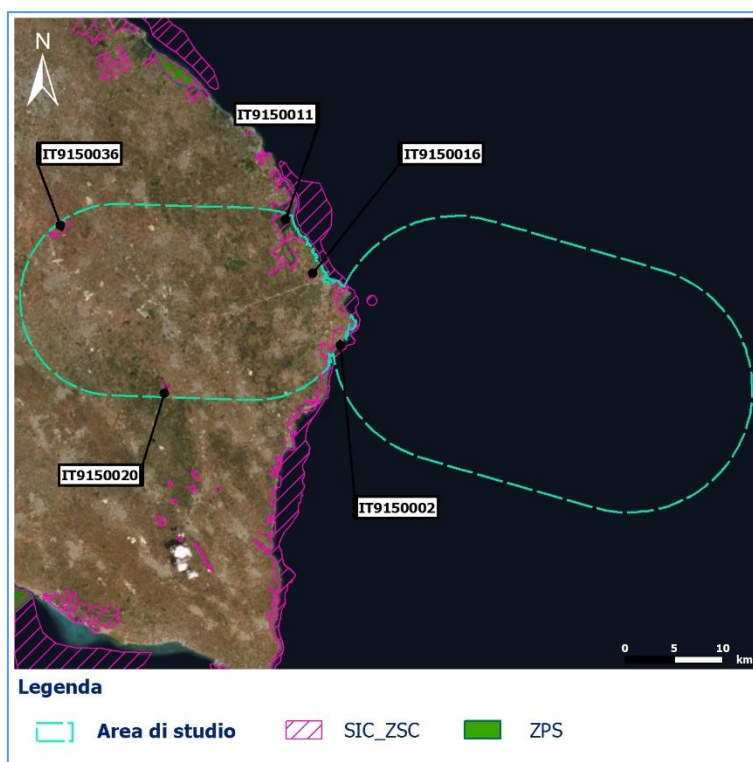 N
IT9150011
IT9150036
IT9150016
IT9150020
IT9150002
0 5 10
km
Legenda
Area di studio SIC_ZSC ZPS